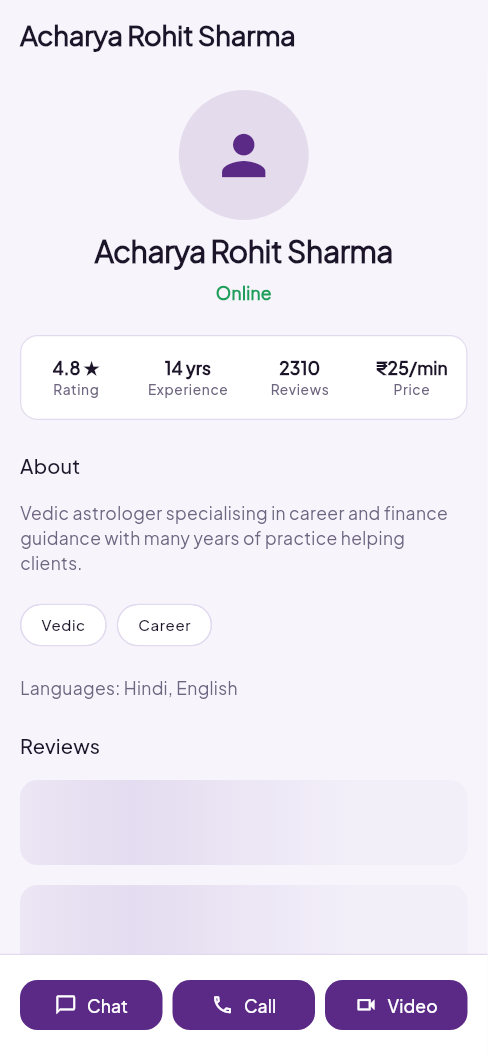 Acharya Rohit Sharma
Acharya Rohit Sharma
Online
4.8 ★ 14 yrs 2310 ₹25/min
Rating Experience Reviews Price
About
Vedic astrologer specialising in career and finance
guidance with many years of practice helping
clients.
Vedic Career
Languages: Hindi, English
Reviews
Chat Call Video